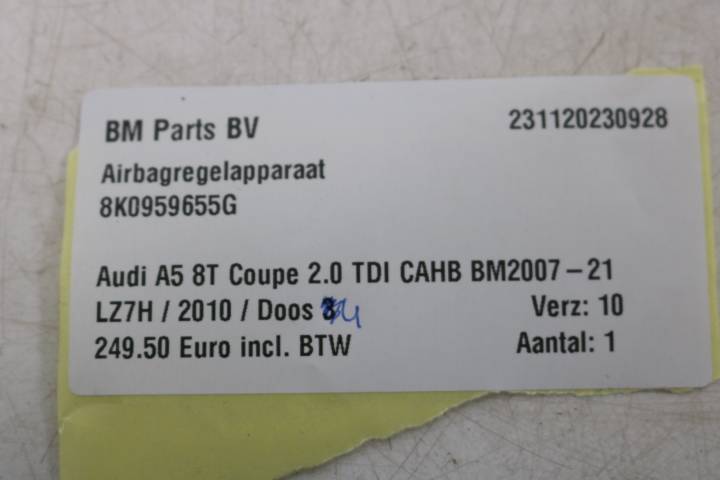 BM Parts BV 231120230928
Airbagregelapparaat
8K0959655G
Audi A5 8T Coupe 2.0 TDI CAHB BM2007-21
LZ7H / 2010 / Doos Verz: 10
249.50 Euro incl. BTW Aantal: 1